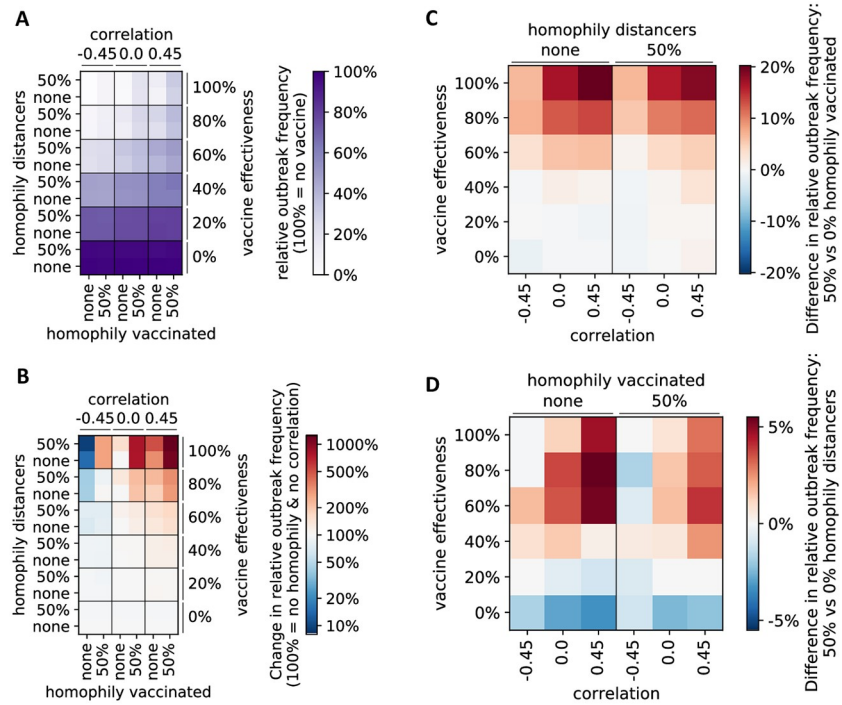 A
correlation
-0.45 0.0 0.45
50%
none
50%
none
50%
none
50%
none
50%
none
50%
none
homophily distancers
100%
80%
60%
40%
20%
0%
vaccine effectiveness
none
50%
none
50%
none
50%
homophily vaccinated
relative outbreak frequency
(100% = no vaccine)
100%
80%
60%
40%
20%
0%
C
homophily distancers
none 50%
vaccine effectiveness
100%
80%
60%
40%
20%
0%
-0.45
0.0
0.45
-0.45
0.0
0.45
correlation
20%
10%
0%
-10%
-20%
Difference in relative outbreak frequency:
50% vs 0% homophily vaccinated
B
correlation
-0.45 0.0 0.45
50%
none
50%
none
50%
none
50%
none
50%
none
50%
none
homophily distancers
100%
80%
60%
40%
20%
0%
vaccine effectiveness
none
50%
none
50%
none
50%
homophily vaccinated
Change in relative outbreak frequency
(100% = no homophily & no correlation)
1000%
500%
200%
100%
50%
20%
10%
D
homophily vaccinated
none 50%
vaccine effectiveness
100%
80%
60%
40%
20%
0%
-0.45
0.0
0.45
-0.45
0.0
0.45
correlation
5%
0%
-5%
Difference in relative outbreak frequency:
50% vs 0% homophily distancers